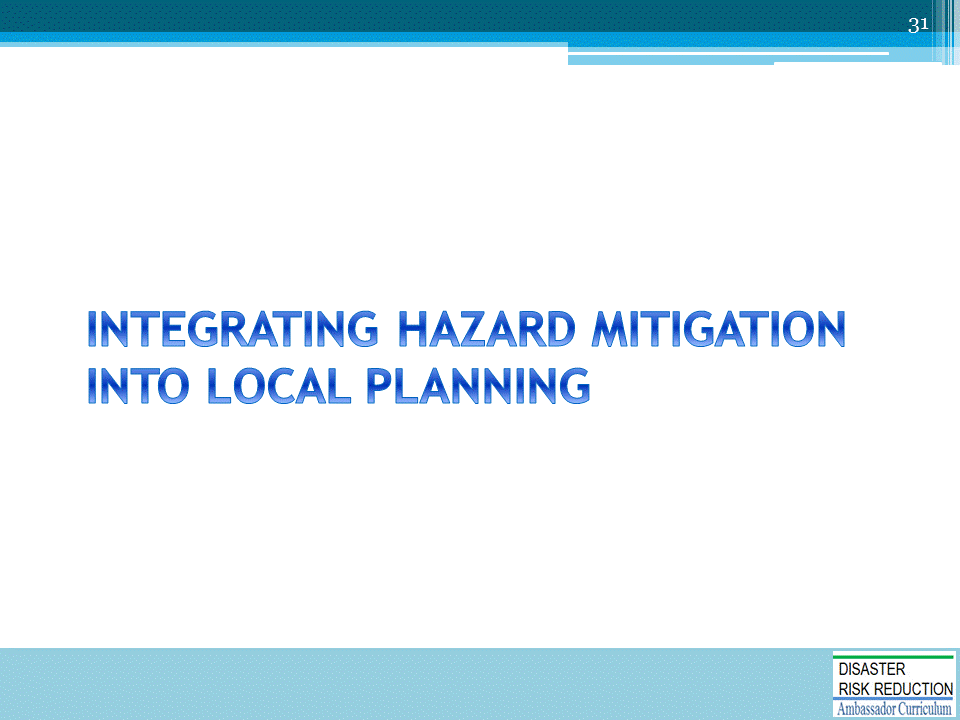 31
INTEGRATING HAZARD MITIGATION
INTO LOCAL PLANNING
DISASTER
RISK REDUCTION
Ambassador Curriculum